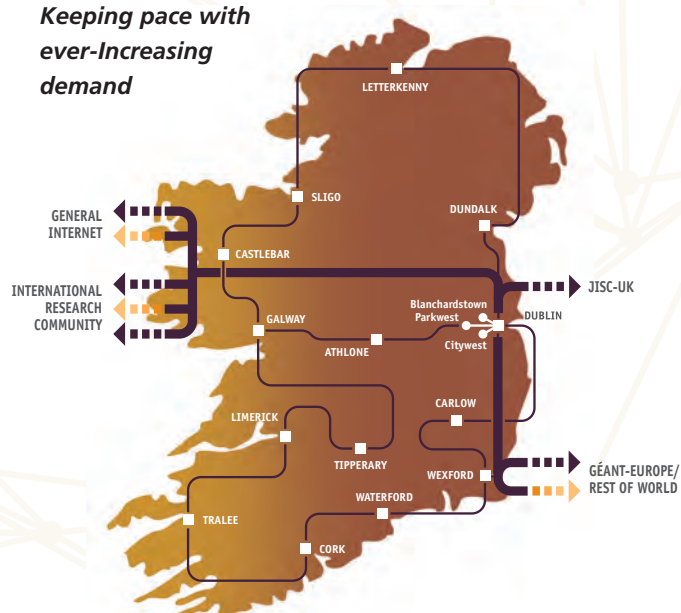 Keeping pace with
ever-Increasing
demand
LETTERKENNY
SLIGO
DUNDALK
GENERAL
INTERNET
CASTLEBAR
INTERNATIONAL
RESEARCH
COMMUNITY
JISC-UK
Blanchardstown
Parkwest
DUBLIN
Citywest
GALWAY
ATHLONE
CARLOW
LIMERICK
TIPPERARY
WEXFORD
GÉANT-EUROPE/
REST OF WORLD
WATERFORD
TRALEE
CORK